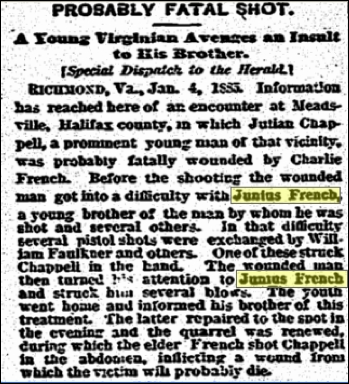 PROBABLY FATAL SHOT.
A Young Virginian Avenges an Insult
to His Brother.
[Special Dispatch to the Herald.]
RICHMOND, Va., Jan. 4, 1885. Information
has reached here of an encounter at Meads-
ville, Halifax county, in which Julian Chap-
pell, a prominent young man of that vicinity,
was probably fatally wounded by Charlie
French. Before the shooting the wounded
man got into a difficulty with Junius French,
a young brother of the man by whom he was
shot and several others. In that difficulty
several pistol shots were exchanged by Will-
iam Faulkner and others. One of these struck
Chappell in the hand. The wounded man
then turned his attention to Junius French
and struck him several blows. The youth
went home and informed his brother of this
treatment. The latter repaired to the spot in
the evening and the quarrel was renewed,
during which the elder French shot Chappell
in the abdomen, inflicting a wound from
which the victim will probably die.